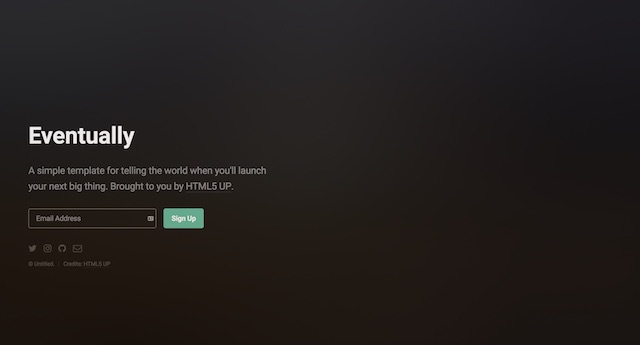 Eventually
A simple template for telling the world when you'll launch
your next big thing. Brought to you by HTML5 UP.
Email Address
Sign Up
© Untitled. Credits: HTML5 UP